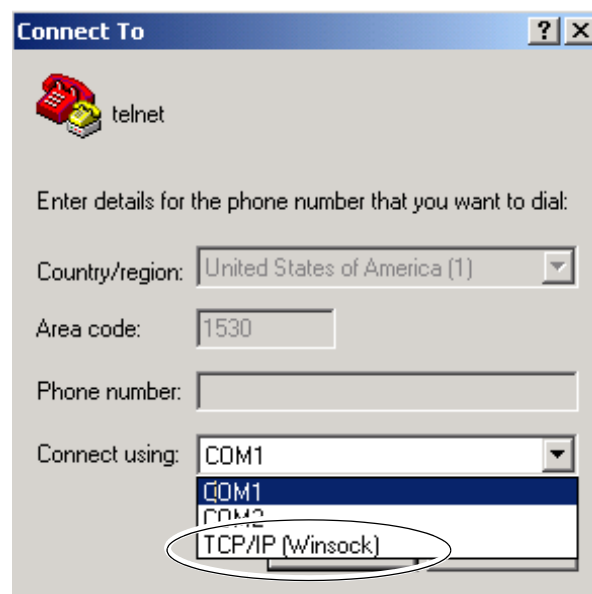 Connect To
telnet
Enter details for the phone number that you want to dial:
Country/region: United States of America (1)
Area code: 1530
Phone number:
Connect using: COM1
COM1
COM2
TCP/IP (Winsock)